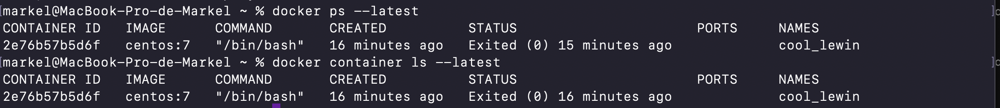 [markel@MacBook-Pro-de-Markel ~ % docker ps --latest ]
CONTAINER ID IMAGE COMMAND CREATED STATUS PORTS NAMES
2e76b57b5d6f centos:7 "/bin/bash" 16 minutes ago Exited (0) 15 minutes ago cool_lewin
[markel@MacBook-Pro-de-Markel ~ % docker container ls --latest ]
CONTAINER ID IMAGE COMMAND CREATED STATUS PORTS NAMES
2e76b57b5d6f centos:7 "/bin/bash" 16 minutes ago Exited (0) 16 minutes ago cool_lewin